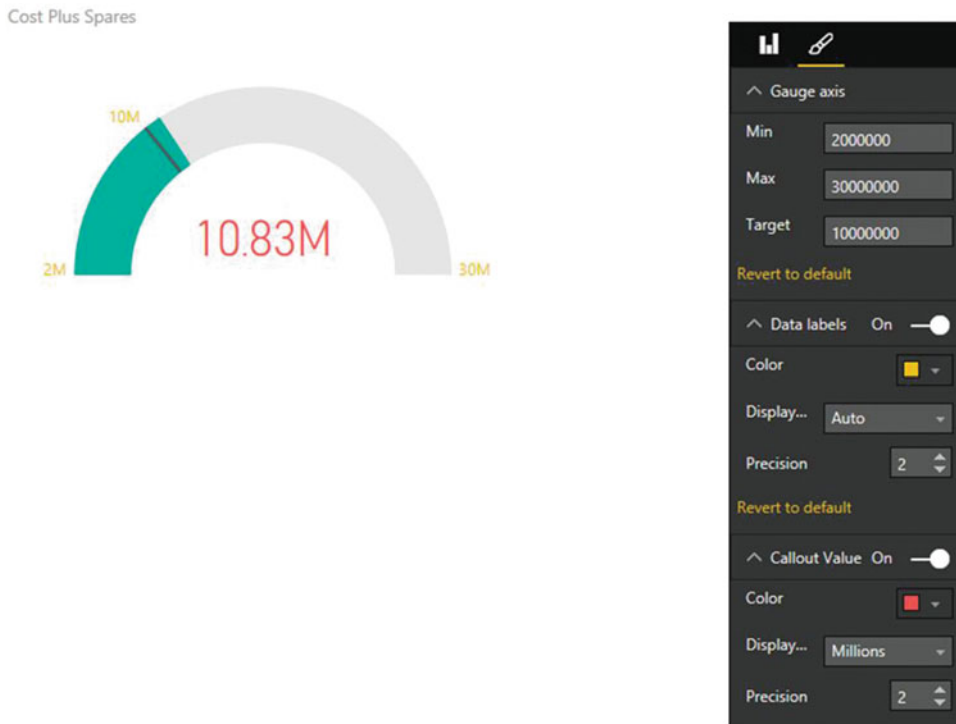 Cost Plus Spares
10M
10.83M
2M
30M
Gauge axis
Min 2000000
Max 30000000
Target 10000000
Revert to default
Data labels On
Color
Display... Auto
Precision 2
Revert to default
Callout Value On
Color
Display... Millions
Precision 2